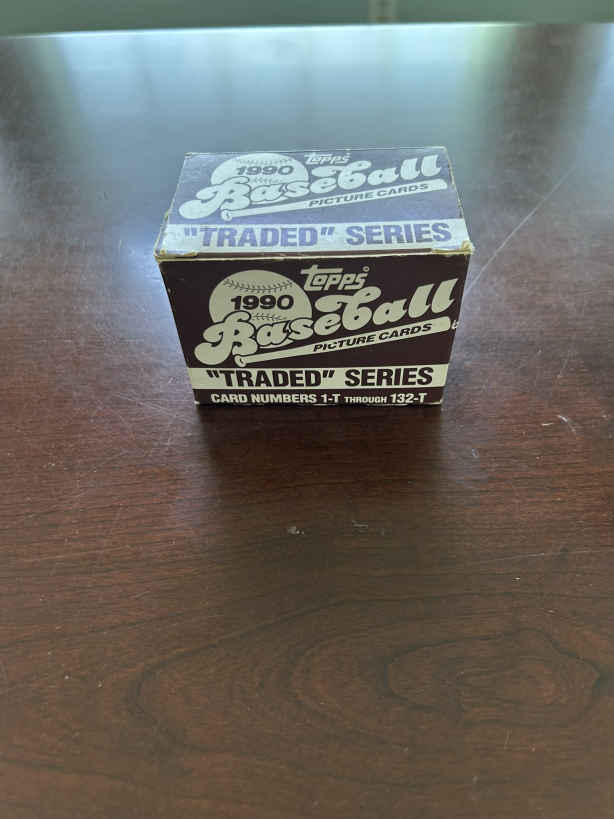 topps
1990
Baseball
PICTURE CARDS
"TRADED" SERIES
topps®
1990
Baseball
PICTURE CARDS
"TRADED" SERIES
CARD NUMBERS 1-T THROUGH 132-T